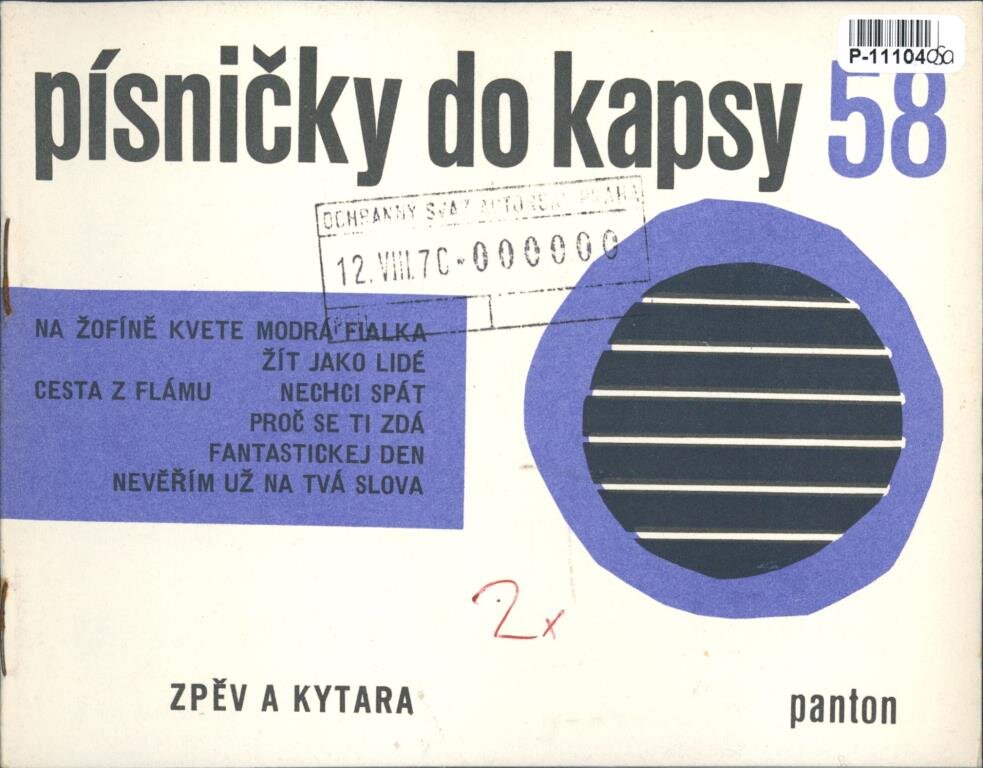 P-11104
písničky do kapsy 58
OCHRANNÝ SVAZ AUTORSKÝ PRAHA
12.VIII.70-000000
NA ŽOFÍNĚ KVETE MODRÁ FIALKA
ŽÍT JAKO LIDÉ
CESTA Z FLÁMU NECHCI SPÁT
PROČ SE TI ZDÁ
FANTASTICKEJ DEN
NEVĚŘÍM UŽ NA TVÁ SLOVA
2x
ZPĚV A KYTARA
panton